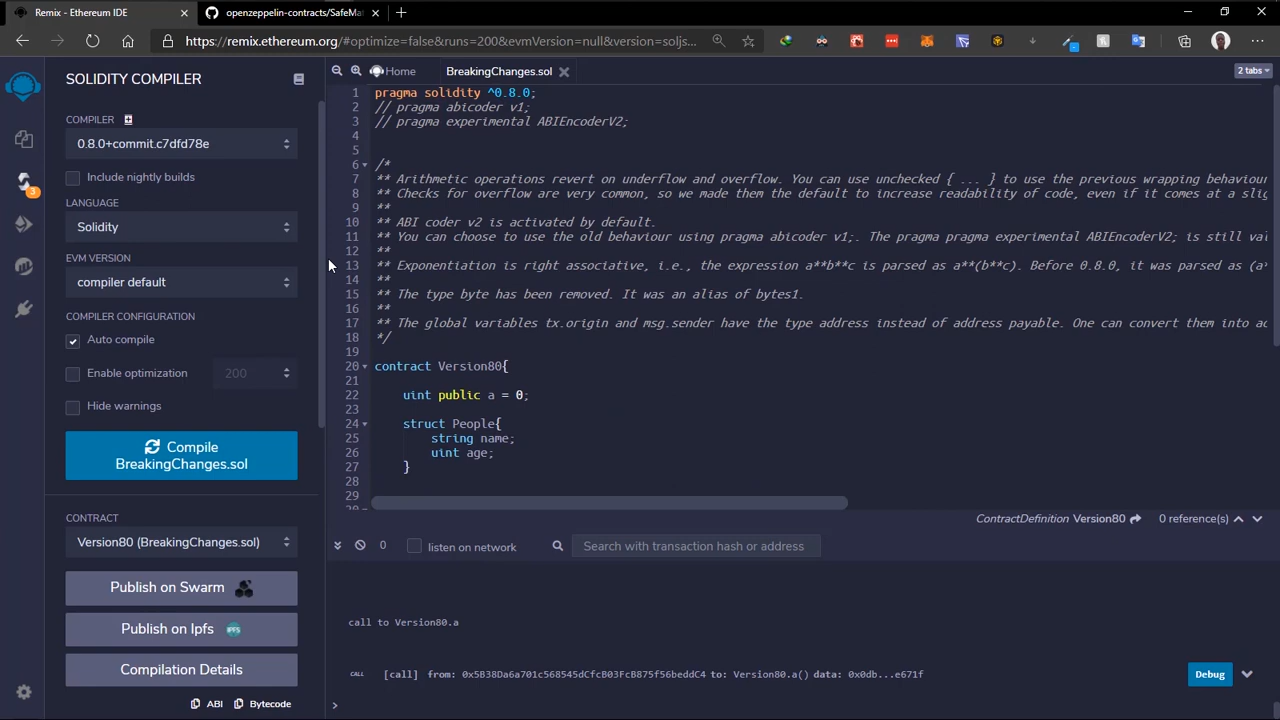 Remix - Ethereum IDE
openzeppelin-contracts/SafeMat
https://remix.ethereum.org/#optimize=false&runs=200&evmVersion=null&version=soljs...
SOLIDITY COMPILER
COMPILER
0.8.0+commit.c7dfd78e
Include nightly builds
LANGUAGE
Solidity
EVM VERSION
compiler default
COMPILER CONFIGURATION
Auto compile
Enable optimization
200
Hide warnings
Compile
BreakingChanges.sol
CONTRACT
Version80 (BreakingChanges.sol)
Publish on Swarm
Publish on Ipfs
IPFS
Compilation Details
ABI
Bytecode
3
Home
BreakingChanges.sol
2 tabs
1 pragma solidity ^0.8.0;
2 // pragma abicoder v1;
3 // pragma experimental ABIEncoderV2;
4
5
6 /*
7 ** Arithmetic operations revert on underflow and overflow. You can use unchecked { ... } to use the previous wrapping behaviour
8 ** Checks for overflow are very common, so we made them the default to increase readability of code, even if it comes at a slig
9 **
10 ** ABI coder v2 is activated by default.
11 ** You can choose to use the old behaviour using pragma abicoder v1;. The pragma pragma experimental ABIEncoderV2; is still val
12 **
13 ** Exponentiation is right associative, i.e., the expression a**b**c is parsed as a**(b**c). Before 0.8.0, it was parsed as (a*
14 **
15 ** The type byte has been removed. It was an alias of bytes1.
16 **
17 ** The global variables tx.origin and msg.sender have the type address instead of address payable. One can convert them into ad
18 */
19
20 contract Version80{
21
22 uint public a = 0;
23
24 struct People{
25 string name;
26 uint age;
27 }
28
29
ContractDefinition Version80
0 reference(s)
0
listen on network
Search with transaction hash or address
call to Version80.a
CALL [call] from: 0x5B38Da6a701c568545dCfcB03FcB875f56beddC4 to: Version80.a() data: 0x0db...e671f
Debug
>